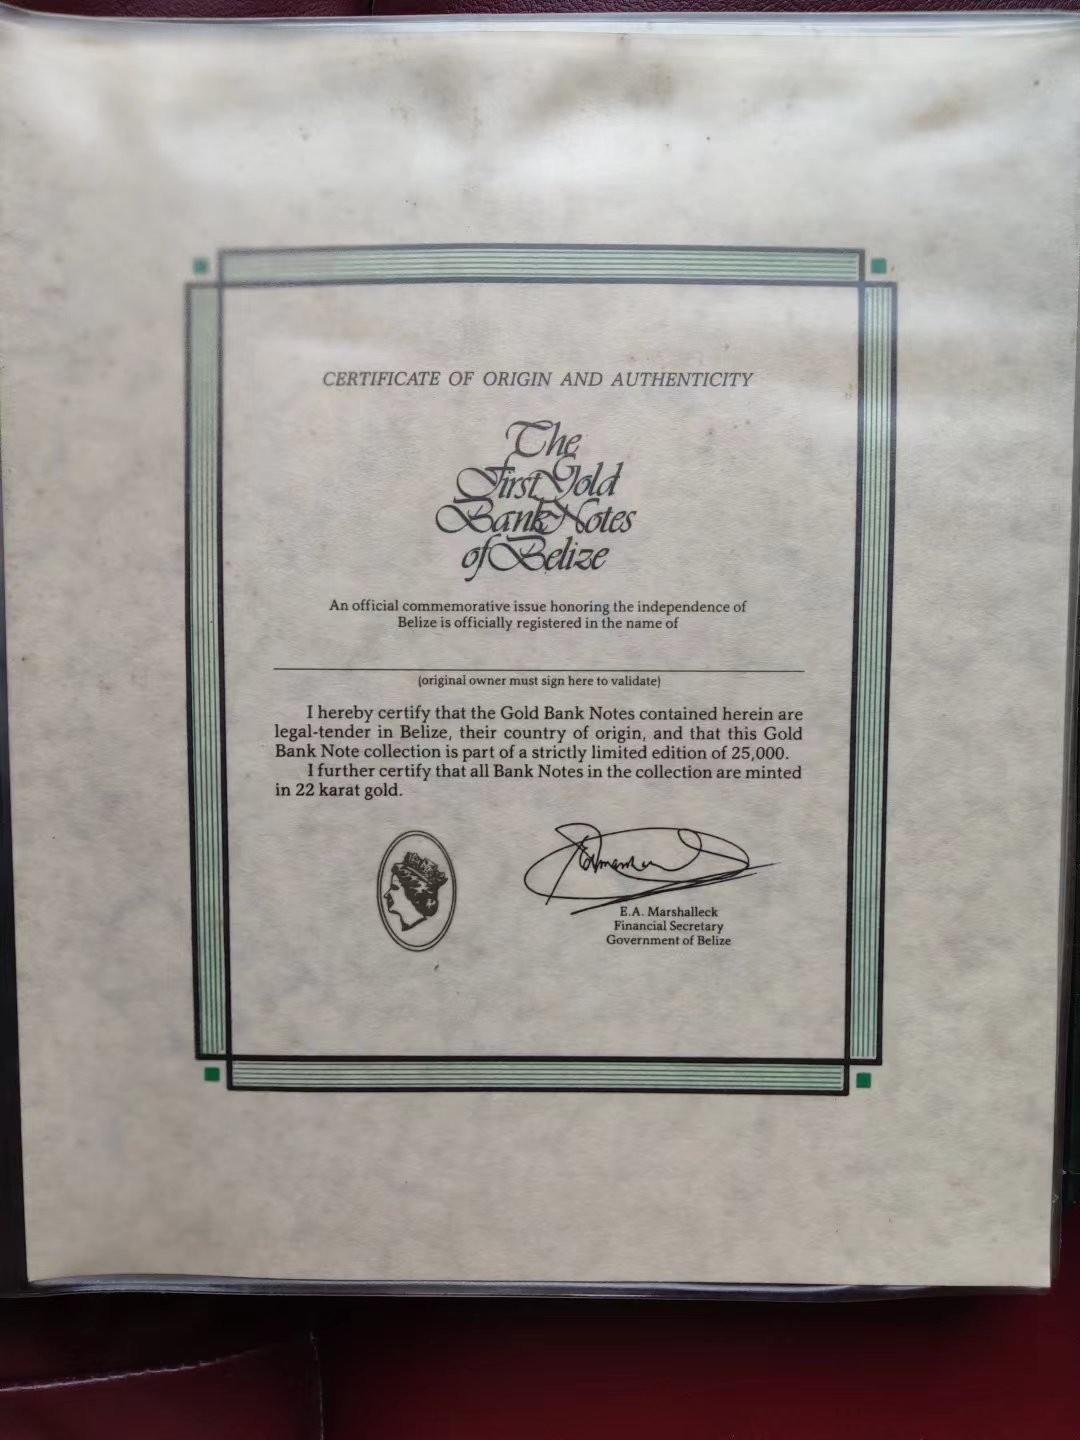 CERTIFICATE OF ORIGIN AND AUTHENTICITY
The
First Gold
Bank Notes
of Belize
An official commemorative issue honoring the independence of
Belize is officially registered in the name of
(original owner must sign here to validate)
I hereby certify that the Gold Bank Notes contained herein are
legal-tender in Belize, their country of origin, and that this Gold
Bank Note collection is part of a strictly limited edition of 25,000.
I further certify that all Bank Notes in the collection are minted
in 22 karat gold.
E.A. Marshalleck
Financial Secretary
Government of Belize